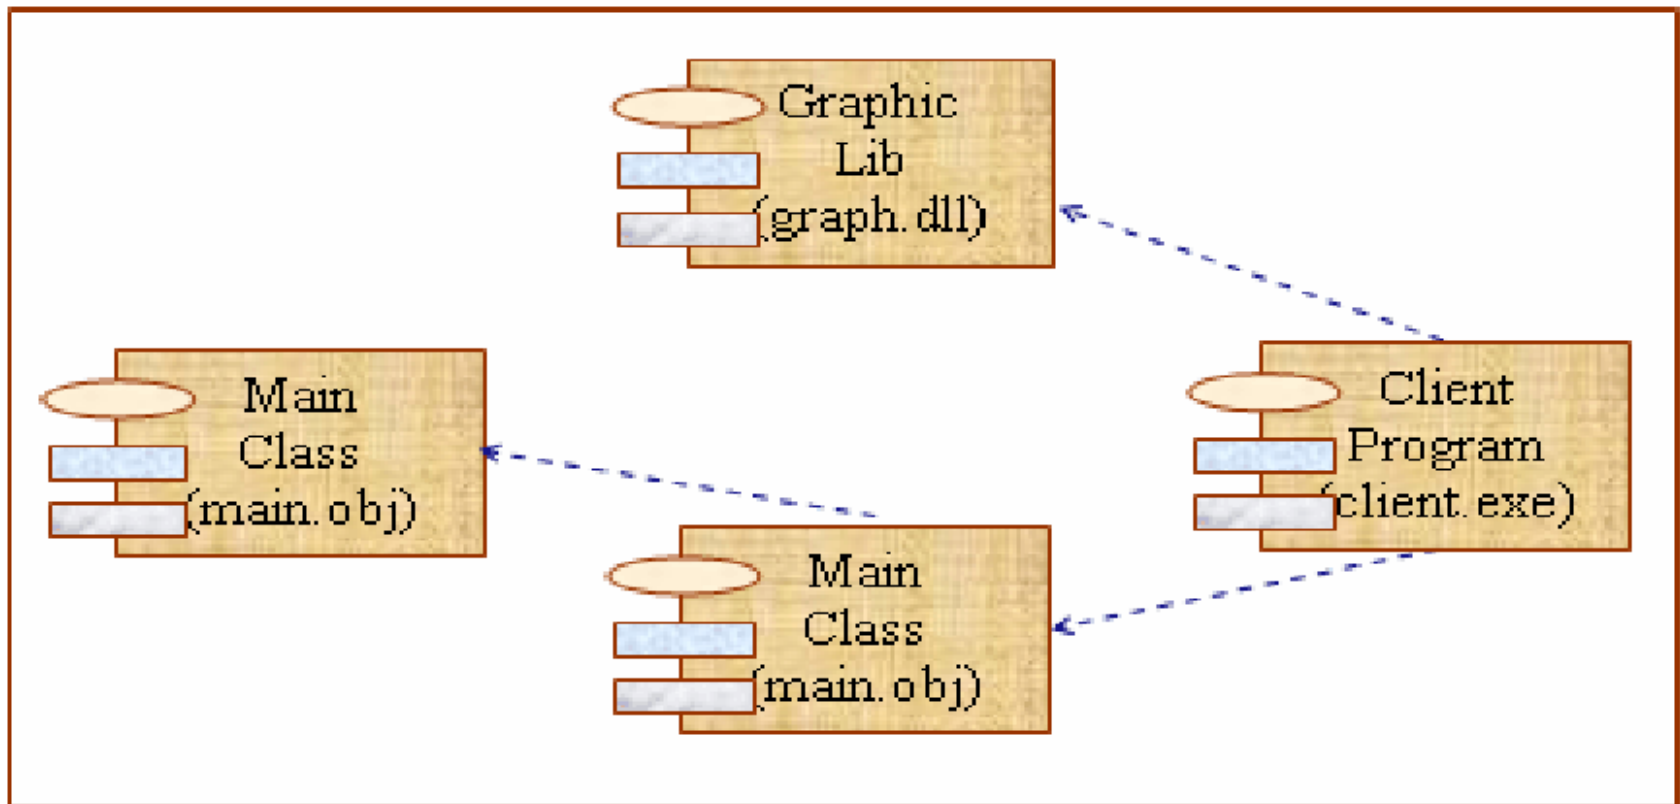 Graphic
Lib
(graph.dll)
Main
Class
(main.obj)
Client
Program
(client.exe)
Main
Class
(main.obj)